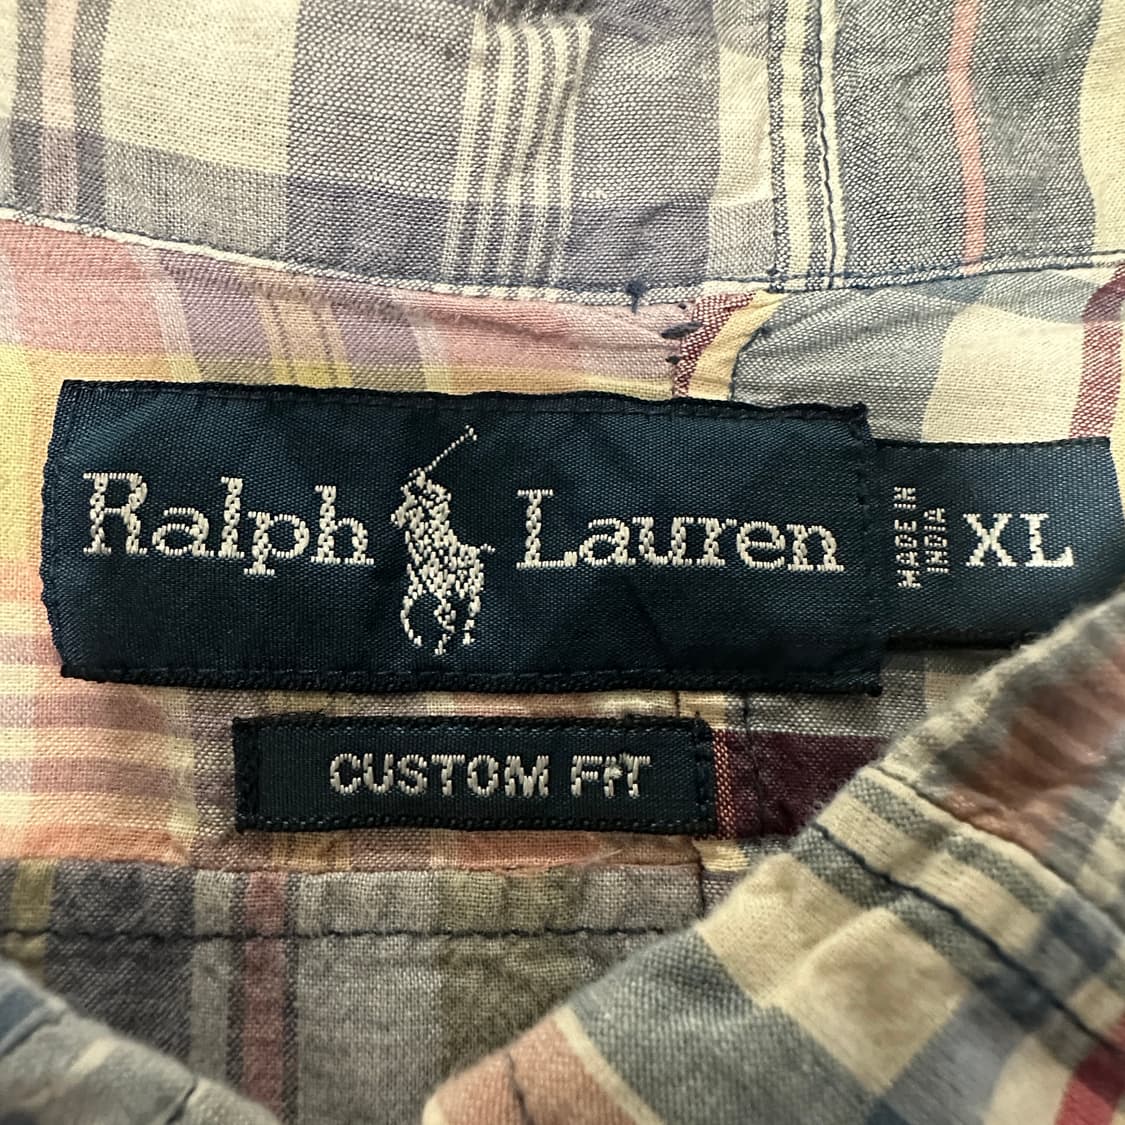 Ralph Lauren
MADE IN
INDIA
XL
CUSTOM FIT